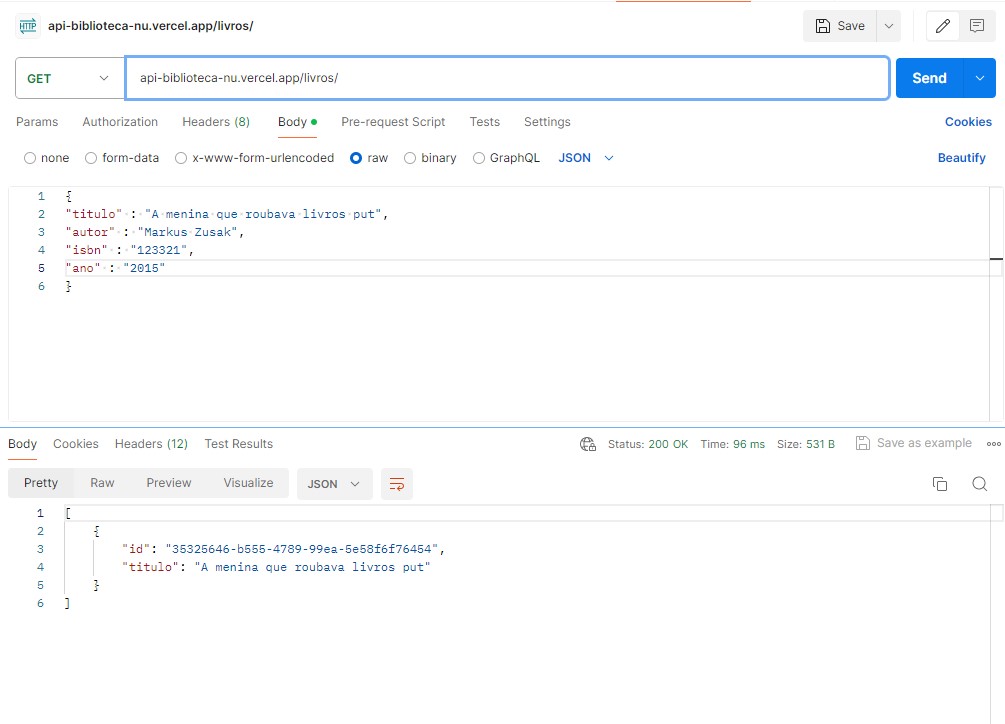 HTTP api-biblioteca-nu.vercel.app/livros/ Save
GET api-biblioteca-nu.vercel.app/livros/ Send
Params Authorization Headers (8) Body Pre-request Script Tests Settings Cookies
none form-data x-www-form-urlencoded raw binary GraphQL JSON Beautify
1 {
2 "titulo" : "A menina que roubava livros put",
3 "autor" : "Markus Zusak",
4 "isbn" : "123321",
5 "ano" : "2015"
6 }
Body Cookies Headers (12) Test Results Status: 200 OK Time: 96 ms Size: 531 B Save as example
Pretty Raw Preview Visualize JSON
1 [
2 {
3 "id": "35325646-b555-4789-99ea-5e58f6f76454",
4 "titulo": "A menina que roubava livros put"
5 }
6 ]